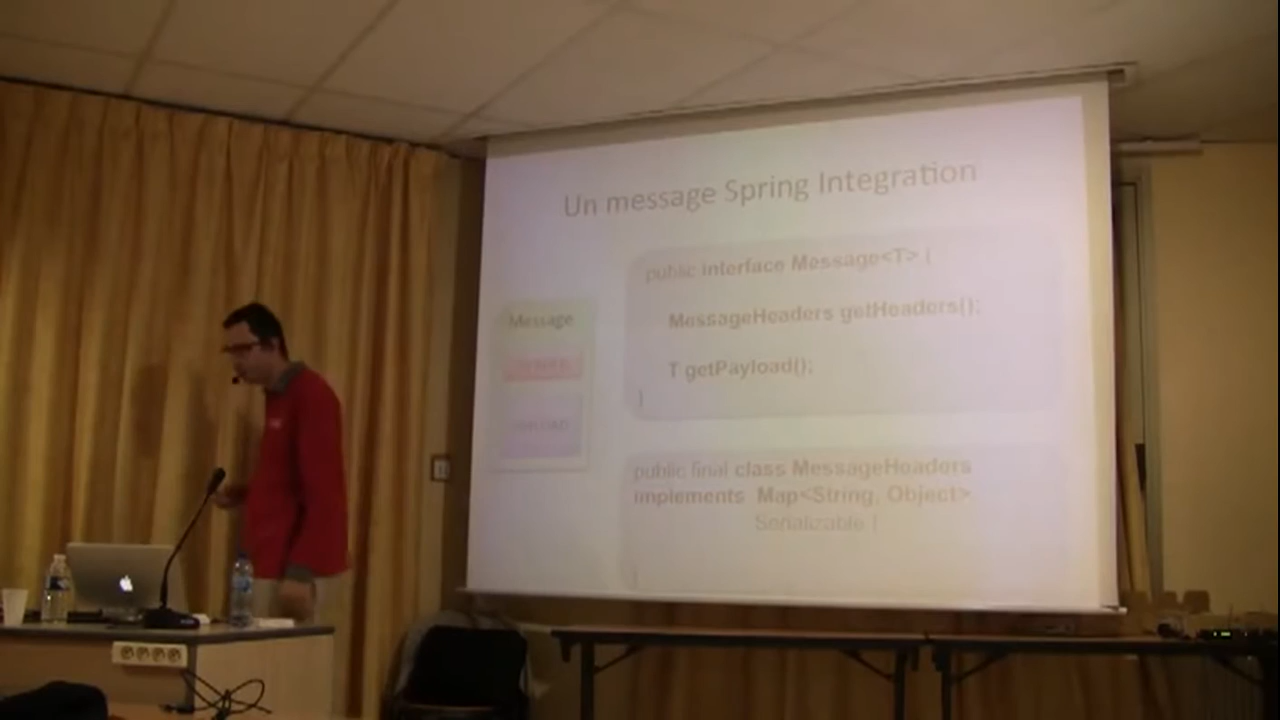 Un message Spring Integration
public interface Message<T> {
MessageHeaders getHeaders();
T getPayload();
}
Message
public final class MessageHeaders
implements Map<String, Object>
Serializable {